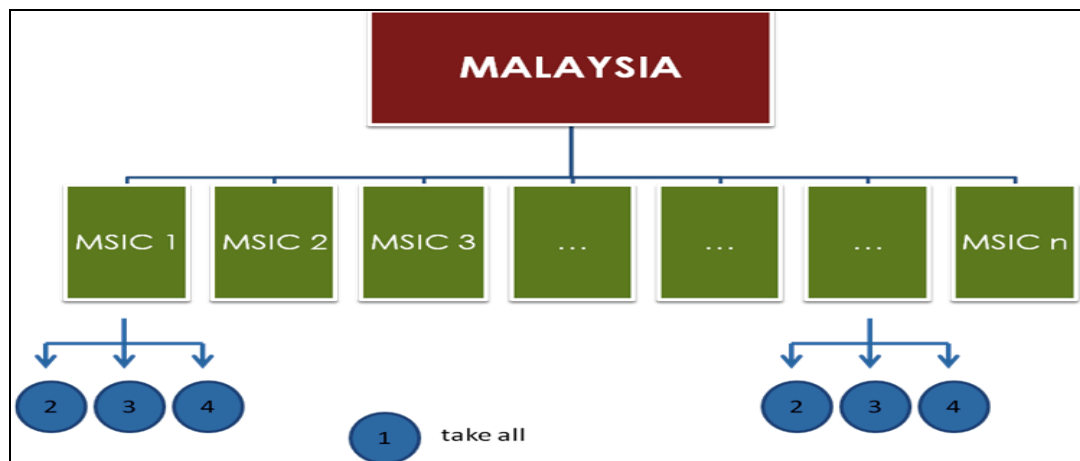 MALAYSIA
MSIC 1 MSIC 2 MSIC 3 ... ... ... MSIC n
2 3 4 2 3 4
1 take all